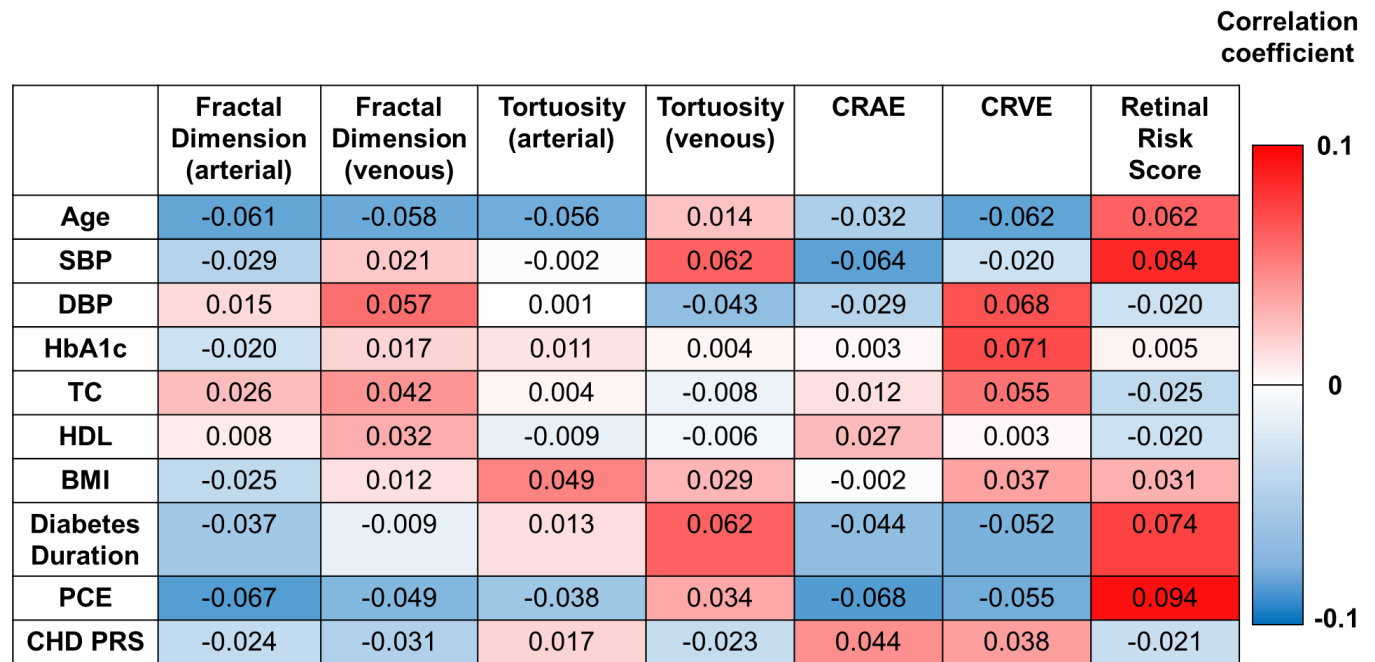 Correlation
coefficient
Fractal Dimension (arterial) Fractal Dimension (venous) Tortuosity (arterial) Tortuosity (venous) CRAE CRVE Retinal Risk Score
Age -0.061 -0.058 -0.056 0.014 -0.032 -0.062 0.062
SBP -0.029 0.021 -0.002 0.062 -0.064 -0.020 0.084
DBP 0.015 0.057 0.001 -0.043 -0.029 0.068 -0.020
HbA1c -0.020 0.017 0.011 0.004 0.003 0.071 0.005
TC 0.026 0.042 0.004 -0.008 0.012 0.055 -0.025
HDL 0.008 0.032 -0.009 -0.006 0.027 0.003 -0.020
BMI -0.025 0.012 0.049 0.029 -0.002 0.037 0.031
Diabetes Duration -0.037 -0.009 0.013 0.062 -0.044 -0.052 0.074
PCE -0.067 -0.049 -0.038 0.034 -0.068 -0.055 0.094
CHD PRS -0.024 -0.031 0.017 -0.023 0.044 0.038 -0.021
0.1
0
-0.1